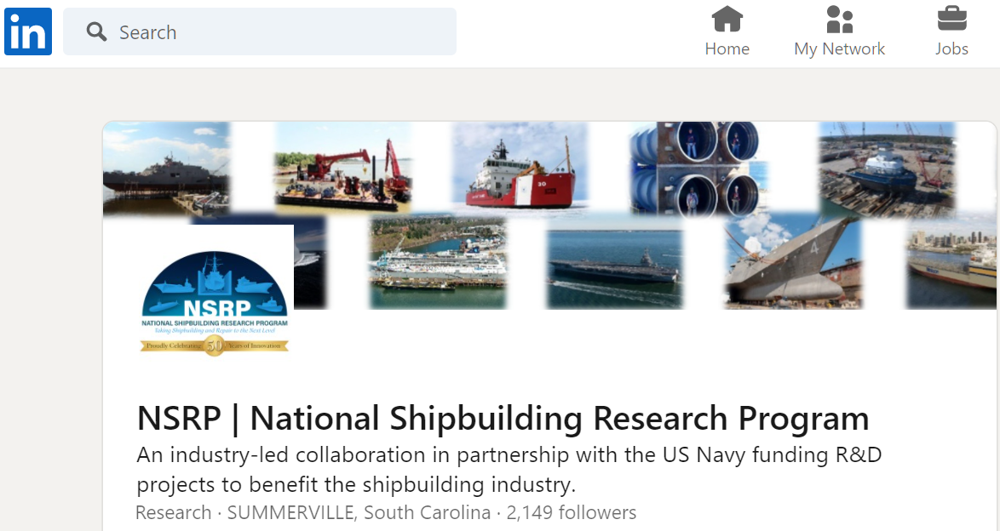 in
Search
Home
My Network
Jobs
30
4
NSRP
NATIONAL SHIPBUILDING RESEARCH PROGRAM
Taking Shipbuilding and Repair to the Next Level
Proudly Celebrating 50 Years of Innovation
NSRP | National Shipbuilding Research Program
An industry-led collaboration in partnership with the US Navy funding R&D
projects to benefit the shipbuilding industry.
Research · SUMMERVILLE, South Carolina · 2,149 followers